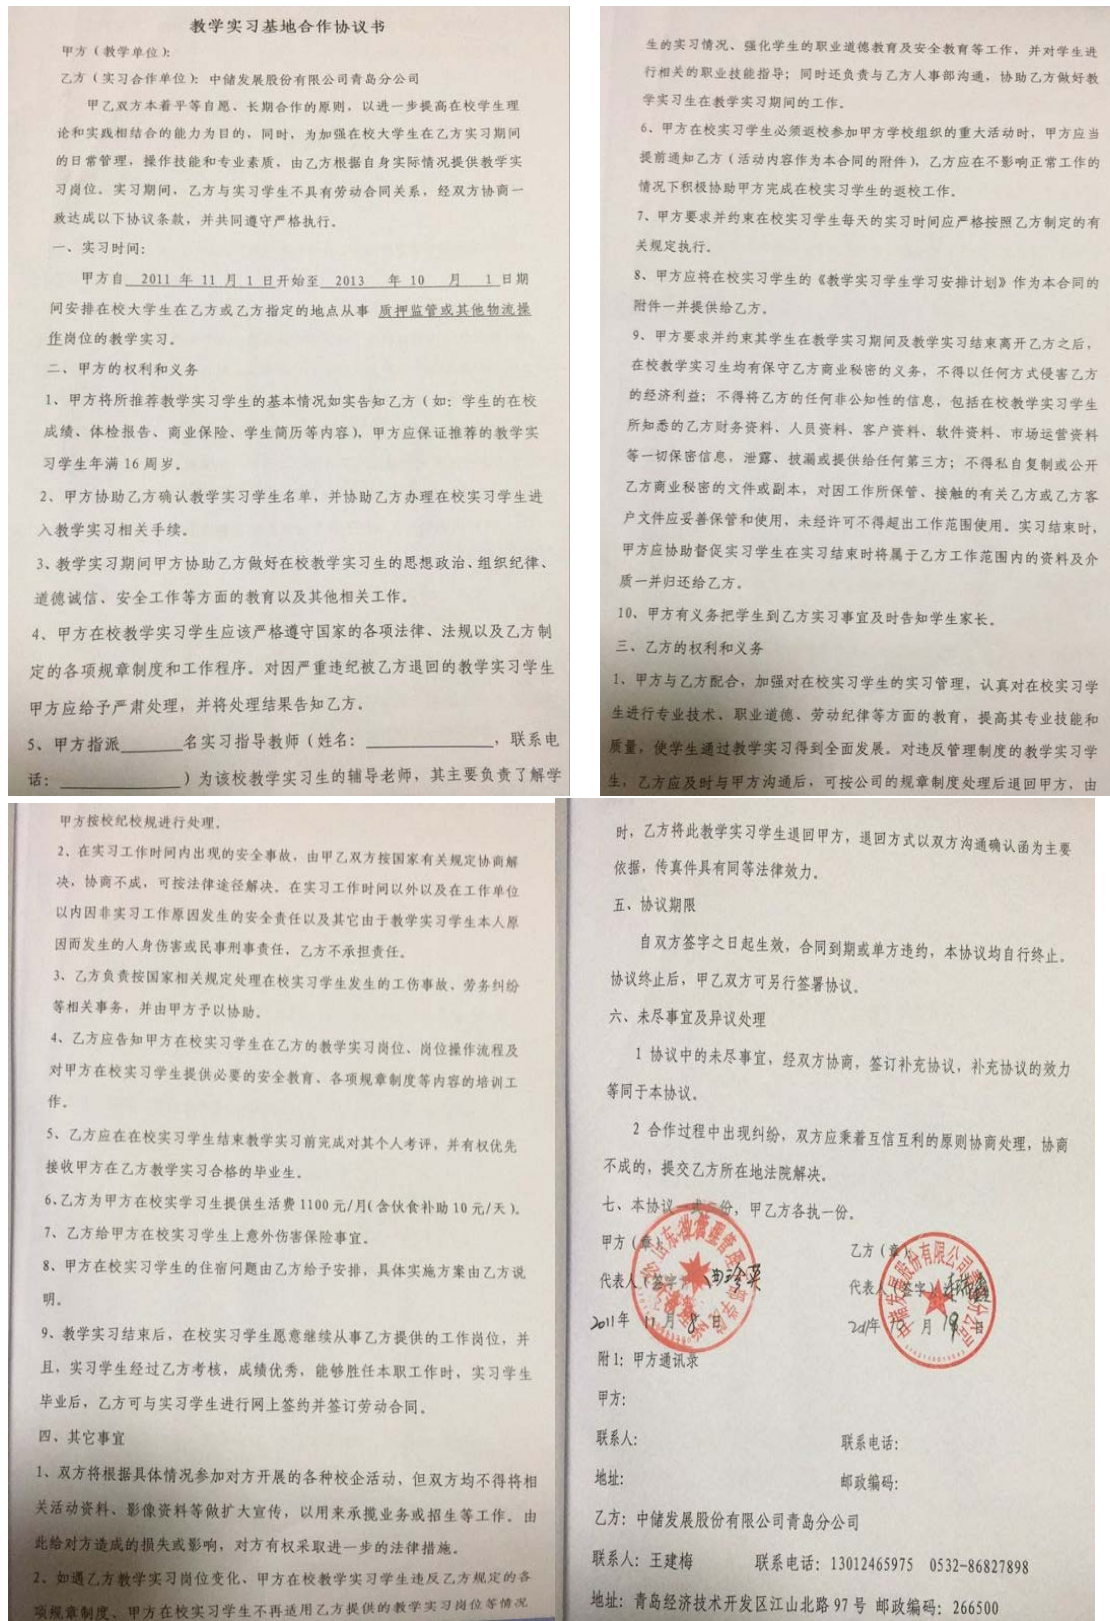 教学实习基地合作协议书
甲方（教学单位）：
乙方（实习合作单位）：中储发展股份有限公司青岛分公司
甲乙双方本着平等自愿、长期合作的原则，以进一步提高在校学生理
论和实践相结合的能力为目的，同时，为加强在校大学生在乙方实习期间
的日常管理，操作技能和专业素质，由乙方根据自身实际情况提供教学实
习岗位。实习期间，乙方与实习学生不具有劳动合同关系，经双方协商一
致达成以下协议条款，并共同遵守严格执行。
一、实习时间：
甲方自 2011 年 11 月 1 日开始至 2013 年 10 月 1 日期
间安排在校大学生在乙方或乙方指定的地点从事 质押监管或其他物流操
作岗位的教学实习。
二、甲方的权利和义务
1、甲方将所推荐教学实习学生的基本情况如实告知乙方（如：学生的在校
成绩、体检报告、商业保险、学生简历等内容），甲方应保证推荐的教学实
习学生年满 16 周岁。
2、甲方协助乙方确认教学实习学生名单，并协助乙方办理在校实习学生进
入教学实习相关手续。
3、教学实习期间甲方协助乙方做好在校教学实习生的思想政治、组织纪律、
道德诚信、安全工作等方面的教育以及其他相关工作。
4、甲方在校教学实习学生应该严格遵守国家的各项法律、法规以及乙方制
定的各项规章制度和工作程序。对因严重违纪被乙方退回的教学实习学生
甲方应给予严肃处理，并将处理结果告知乙方。
5、甲方指派______名实习指导教师（姓名：____________，联系电
话：____________）为该校教学实习生的辅导老师，其主要负责了解学
生的实习情况、强化学生的职业道德教育及安全教育等工作，并对学生进
行相关的职业技能指导；同时还负责与乙方人事部沟通，协助乙方做好教
学实习生在教学实习期间的工作。
6、甲方在校实习学生必须返校参加甲方学校组织的重大活动时，甲方应当
提前通知乙方（活动内容作为本合同的附件），乙方应在不影响正常工作的
情况下积极协助甲方完成在校实习学生的返校工作。
7、甲方要求并约束在校实习学生每天的实习时间应严格按照乙方制定的有
关规定执行。
8、甲方应将在校实习学生的《教学实习学生学习安排计划》作为本合同的
附件一并提供给乙方。
9、甲方要求并约束其学生在教学实习期间及教学实习结束离开乙方之后，
在校教学实习生均有保守乙方商业秘密的义务，不得以任何方式侵害乙方
的经济利益；不得将乙方的任何非公知性的信息，包括在校教学实习学生
所知悉的乙方财务资料、人员资料、客户资料、软件资料、市场运营资料
等一切保密信息，泄露、披漏或提供给任何第三方；不得私自复制或公开
乙方商业秘密的文件或副本，对因工作所保管、接触的有关乙方或乙方客
户文件应妥善保管和使用，未经许可不得超出工作范围使用。实习结束时，
甲方应协助督促实习学生在实习结束时将属于乙方工作范围内的资料及介
质一并归还给乙方。
10、甲方有义务把学生到乙方实习事宜及时告知学生家长。
三、乙方的权利和义务
1、甲方与乙方配合，加强对在校实习学生的实习管理，认真对在校实习学
生进行专业技术、职业道德、劳动纪律等方面的教育，提高其专业技能和
质量，使学生通过教学实习得到全面发展。对违反管理制度的教学实习学
生，乙方应及时与甲方沟通后，可按公司的规章制度处理后退回甲方，由
甲方按校纪校规进行处理。
2、在实习工作时间内出现的安全事故，由甲乙双方按国家有关规定协商解
决，协商不成，可按法律途径解决。在实习工作时间以外以及在工作单位
以内因非实习工作原因发生的安全责任以及其它由于教学实习学生本人原
因而发生的人身伤害或民事刑事责任，乙方不承担责任。
3、乙方负责按国家相关规定处理在校实习学生发生的工伤事故、劳务纠纷
等相关事务，并由甲方予以协助。
4、乙方应告知甲方在校实习学生在乙方的教学实习岗位、岗位操作流程及
对甲方在校实习学生提供必要的安全教育、各项规章制度等内容的培训工
作。
5、乙方应在在校实习学生结束教学实习前完成对其个人考评，并有权优先
接收甲方在乙方教学实习合格的毕业生。
6、乙方为甲方在校实学习生提供生活费 1100 元/月（含伙食补助 10 元/天）。
7、乙方给甲方在校实习学生上意外伤害保险事宜。
8、甲方在校实习学生的住宿问题由乙方给予安排，具体实施方案由乙方说
明。
9、教学实习结束后，在校实习学生愿意继续从事乙方提供的工作岗位，并
且，实习学生经过乙方考核，成绩优秀，能够胜任本职工作时，实习学生
毕业后，乙方可与实习学生进行网上签约并签订劳动合同。
四、其它事宜
1、双方将根据具体情况参加对方开展的各种校企活动，但双方均不得将相
关活动资料、影像资料等做扩大宣传，以用来承揽业务或招生等工作。由
此给对方造成的损失或影响，对方有权采取进一步的法律措施。
2、如遇乙方教学实习岗位变化、甲方在校教学实习学生违反乙方规定的各
项规章制度、甲方在校实习学生不再适用乙方提供的教学实习岗位等情况
时，乙方将此教学实习学生退回甲方，退回方式以双方沟通确认函为主要
依据，传真件具有同等法律效力。
五、协议期限
自双方签字之日起生效，合同到期或单方违约，本协议均自行终止。
协议终止后，甲乙双方可另行签署协议。
六、未尽事宜及异议处理
1 协议中的未尽事宜，经双方协商，签订补充协议，补充协议的效力
等同于本协议。
2 合作过程中出现纠纷，双方应秉着互信互利的原则协商处理，协商
不成的，提交乙方所在地法院解决。
七、本协议一式二份，甲乙方各执一份。
甲方（章） 乙方（章）
代表人（签字） 代表人（签字）
2011年 11 月 8 日 2011年 月 19 日
中储发展股份有限公司青岛分公司
附 1：甲方通讯录
甲方：
联系人： 联系电话：
地址： 邮政编码：
乙方：中储发展股份有限公司青岛分公司
联系人：王建梅 联系电话：13012465975 0532-86827898
地址：青岛经济技术开发区江山北路 97 号 邮政编码：266500